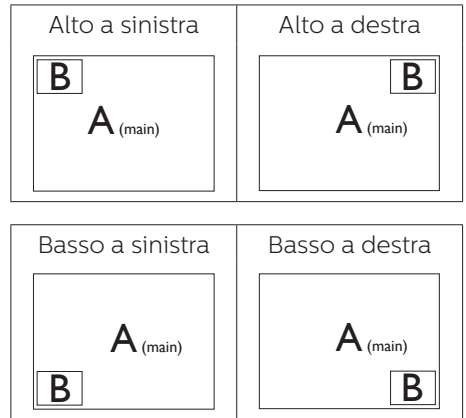 Alto a sinistra
Alto a destra
B
A (main)
B
A (main)
Basso a sinistra
Basso a destra
A (main)
B
A (main)
B